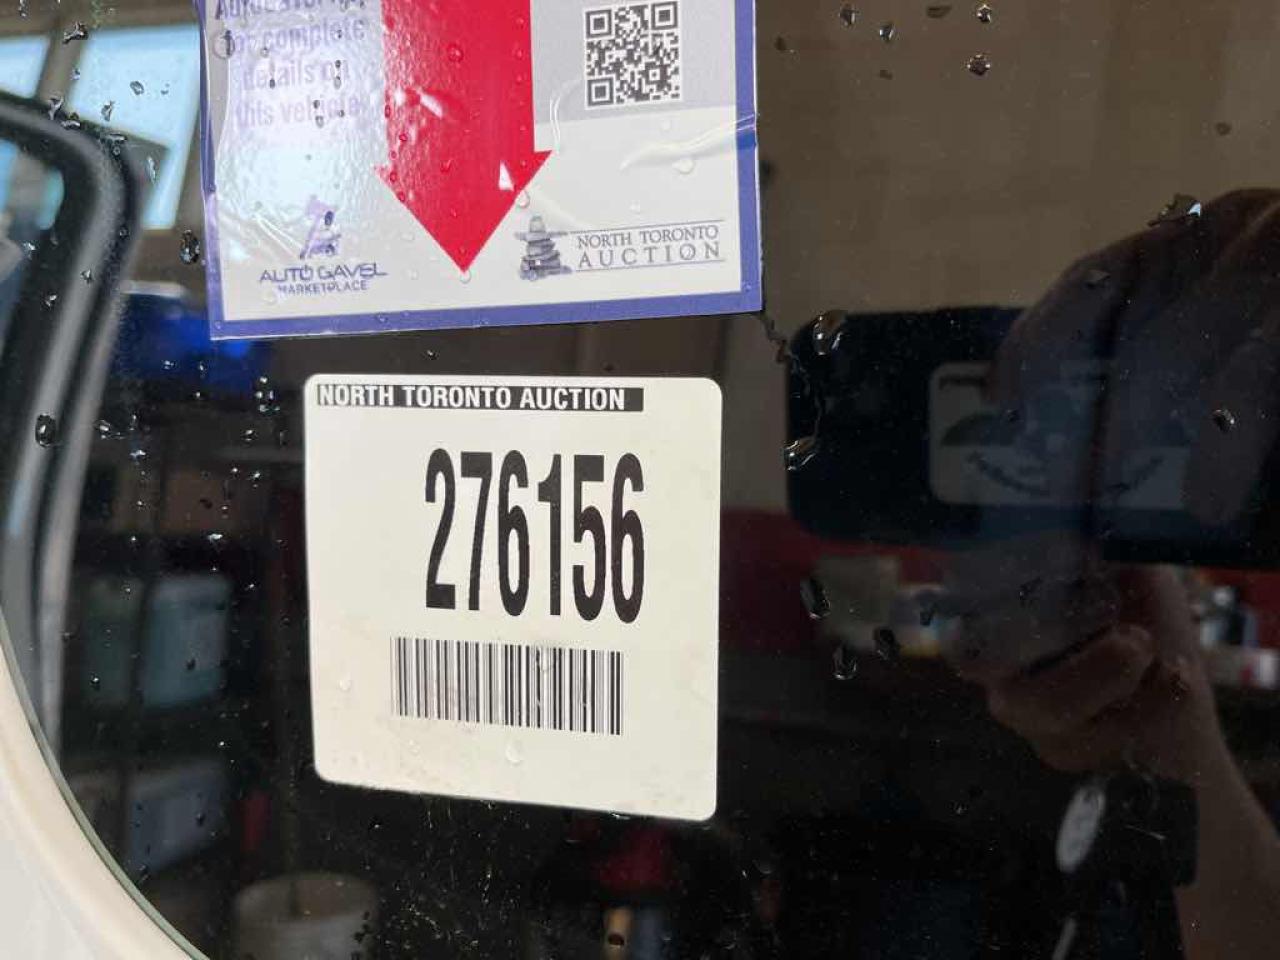 for complete
details on
this vehicle
AUTO GAVEL
MARKETPLACE
NORTH TORONTO
AUCTION
NORTH TORONTO AUCTION
276156